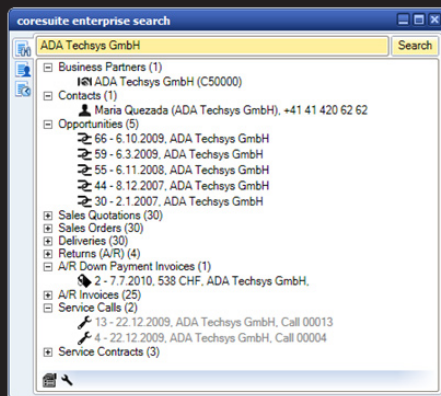 coresuite enterprise search
ADA Techsys GmbH Search
Business Partners (1)
ADA Techsys GmbH (C50000)
Contacts (1)
Maria Quezada (ADA Techsys GmbH), +41 41 420 62 62
Opportunities (5)
66 - 6.10.2009, ADA Techsys GmbH
59 - 6.3.2009, ADA Techsys GmbH
55 - 6.11.2008, ADA Techsys GmbH
44 - 8.12.2007, ADA Techsys GmbH
30 - 2.1.2007, ADA Techsys GmbH
Sales Quotations (30)
Sales Orders (30)
Deliveries (30)
Returns (A/R) (4)
A/R Down Payment Invoices (1)
2 - 7.7.2010, 538 CHF, ADA Techsys GmbH,
A/R Invoices (25)
Service Calls (2)
13 - 22.12.2009, ADA Techsys GmbH, Call 00013
4 - 22.12.2009, ADA Techsys GmbH, Call 00004
Service Contracts (3)